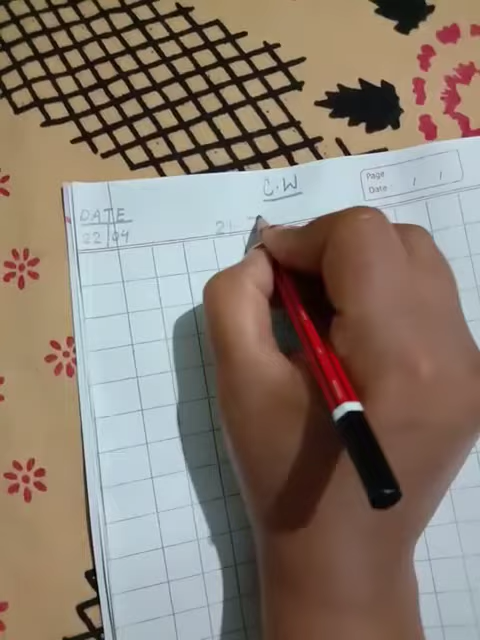 C.W
Page
Date / /
DATE
22/04
21